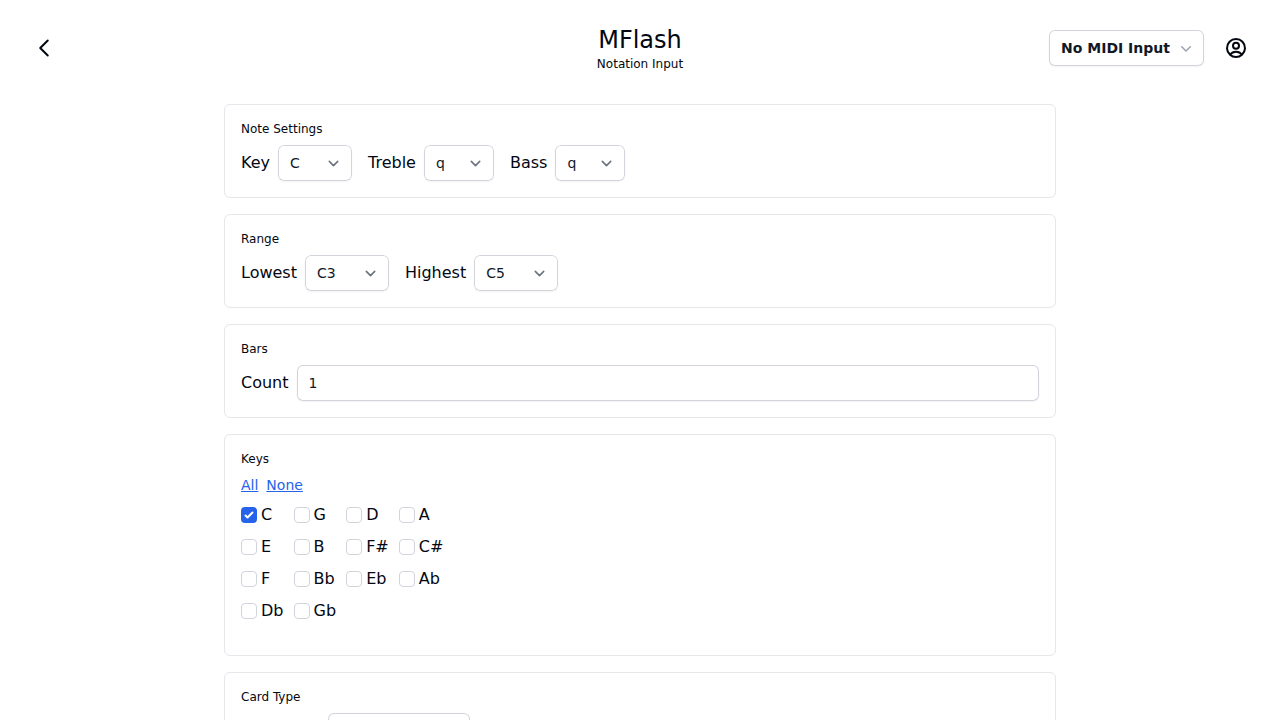 MFlash
Notation Input
No MIDI Input
Note Settings
Key C Treble q Bass q
Range
Lowest C3 Highest C5
Bars
Count 1
Keys
All None
C G D A
E B F# C#
F Bb Eb Ab
Db Gb
Card Type